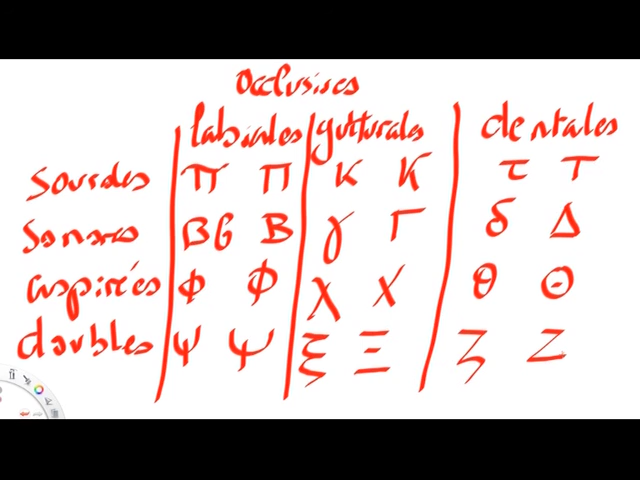 occlusives
labiales gutturales dentales
sourdes π Π κ Κ τ Τ
sonores β ϐ Β γ Γ δ Δ
aspirées φ Φ χ Χ θ Θ
doubles ψ Ψ ξ Ξ ζ Ζ